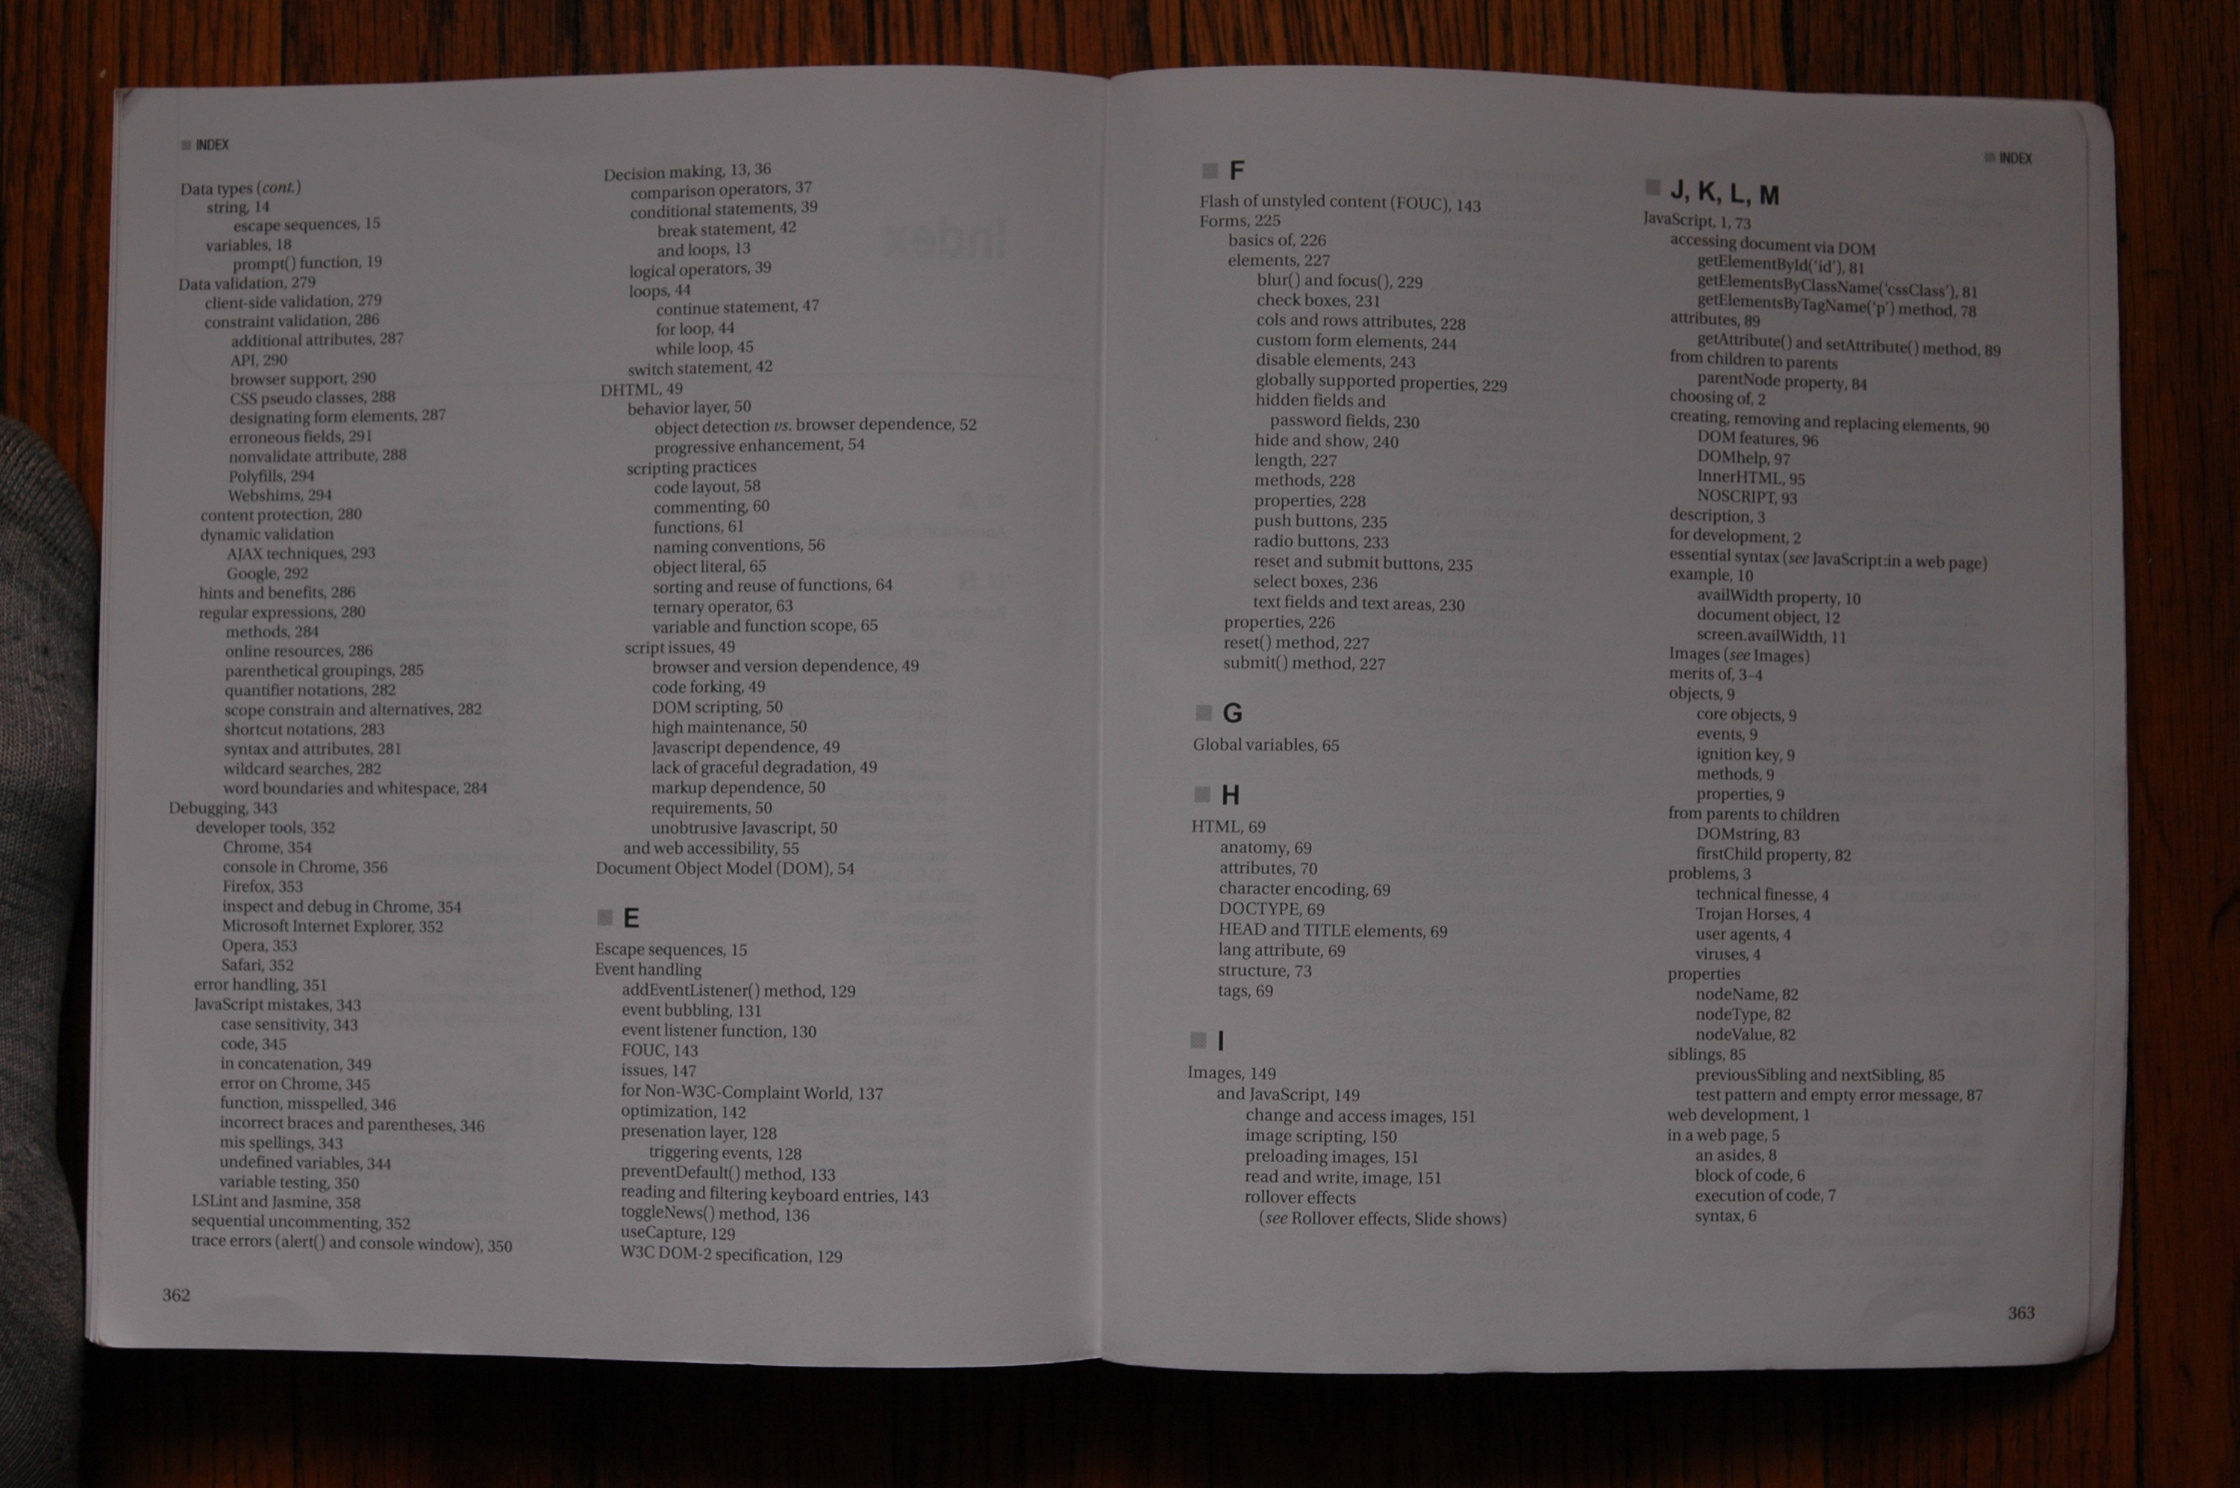 INDEX
Data types (cont.)
string, 14
escape sequences, 15
variables, 18
prompt() function, 19
Data validation, 279
client-side validation, 279
constraint validation, 286
additional attributes, 287
API, 290
browser support, 290
CSS pseudo classes, 288
designating form elements, 287
erroneous fields, 291
nonvalidate attribute, 288
Polyfills, 294
Webshims, 294
content protection, 280
dynamic validation
AJAX techniques, 293
Google, 292
hints and benefits, 286
regular expressions, 280
methods, 284
online resources, 286
parenthetical groupings, 285
quantifier notations, 282
scope constrain and alternatives, 282
shortcut notations, 283
syntax and attributes, 281
wildcard searches, 282
word boundaries and whitespace, 284
Debugging, 343
developer tools, 352
Chrome, 354
console in Chrome, 356
Firefox, 353
inspect and debug in Chrome, 354
Microsoft Internet Explorer, 352
Opera, 353
Safari, 352
error handling, 351
JavaScript mistakes, 343
case sensitivity, 343
code, 345
in concatenation, 349
error on Chrome, 345
function, misspelled, 346
incorrect braces and parentheses, 346
mis spellings, 343
undefined variables, 344
variable testing, 350
LSLint and Jasmine, 358
sequential uncommenting, 352
trace errors (alert() and console window), 350
Decision making, 13, 36
comparison operators, 37
conditional statements, 39
break statement, 42
and loops, 13
logical operators, 39
loops, 44
continue statement, 47
for loop, 44
while loop, 45
switch statement, 42
DHTML, 49
behavior layer, 50
object detection vs. browser dependence, 52
progressive enhancement, 54
scripting practices
code layout, 58
commenting, 60
functions, 61
naming conventions, 56
object literal, 65
sorting and reuse of functions, 64
ternary operator, 63
variable and function scope, 65
script issues, 49
browser and version dependence, 49
code forking, 49
DOM scripting, 50
high maintenance, 50
Javascript dependence, 49
lack of graceful degradation, 49
markup dependence, 50
requirements, 50
unobtrusive Javascript, 50
and web accessibility, 55
Document Object Model (DOM), 54
E
Escape sequences, 15
Event handling
addEventListener() method, 129
event bubbling, 131
event listener function, 130
FOUC, 143
issues, 147
for Non-W3C-Complaint World, 137
optimization, 142
presenation layer, 128
triggering events, 128
preventDefault() method, 133
reading and filtering keyboard entries, 143
toggleNews() method, 136
useCapture, 129
W3C DOM-2 specification, 129
362
INDEX
F
Flash of unstyled content (FOUC), 143
Forms, 225
basics of, 226
elements, 227
blur() and focus(), 229
check boxes, 231
cols and rows attributes, 228
custom form elements, 244
disable elements, 243
globally supported properties, 229
hidden fields and
password fields, 230
hide and show, 240
length, 227
methods, 228
properties, 228
push buttons, 235
radio buttons, 233
reset and submit buttons, 235
select boxes, 236
text fields and text areas, 230
properties, 226
reset() method, 227
submit() method, 227
G
Global variables, 65
H
HTML, 69
anatomy, 69
attributes, 70
character encoding, 69
DOCTYPE, 69
HEAD and TITLE elements, 69
lang attribute, 69
structure, 73
tags, 69
I
Images, 149
and JavaScript, 149
change and access images, 151
image scripting, 150
preloading images, 151
read and write, image, 151
rollover effects
(see Rollover effects, Slide shows)
J, K, L, M
JavaScript, 1, 73
accessing document via DOM
getElementById('id'), 81
getElementsByClassName('cssClass'), 81
getElementsByTagName('p') method, 78
attributes, 89
getAttribute() and setAttribute() method, 89
from children to parents
parentNode property, 84
choosing of, 2
creating, removing and replacing elements, 90
DOM features, 96
DOMhelp, 97
InnerHTML, 95
NOSCRIPT, 93
description, 3
for development, 2
essential syntax (see JavaScript:in a web page)
example, 10
availWidth property, 10
document object, 12
screen.availWidth, 11
Images (see Images)
merits of, 3–4
objects, 9
core objects, 9
events, 9
ignition key, 9
methods, 9
properties, 9
from parents to children
DOMstring, 83
firstChild property, 82
problems, 3
technical finesse, 4
Trojan Horses, 4
user agents, 4
viruses, 4
properties
nodeName, 82
nodeType, 82
nodeValue, 82
siblings, 85
previousSibling and nextSibling, 85
test pattern and empty error message, 87
web development, 1
in a web page, 5
an asides, 8
block of code, 6
execution of code, 7
syntax, 6
363